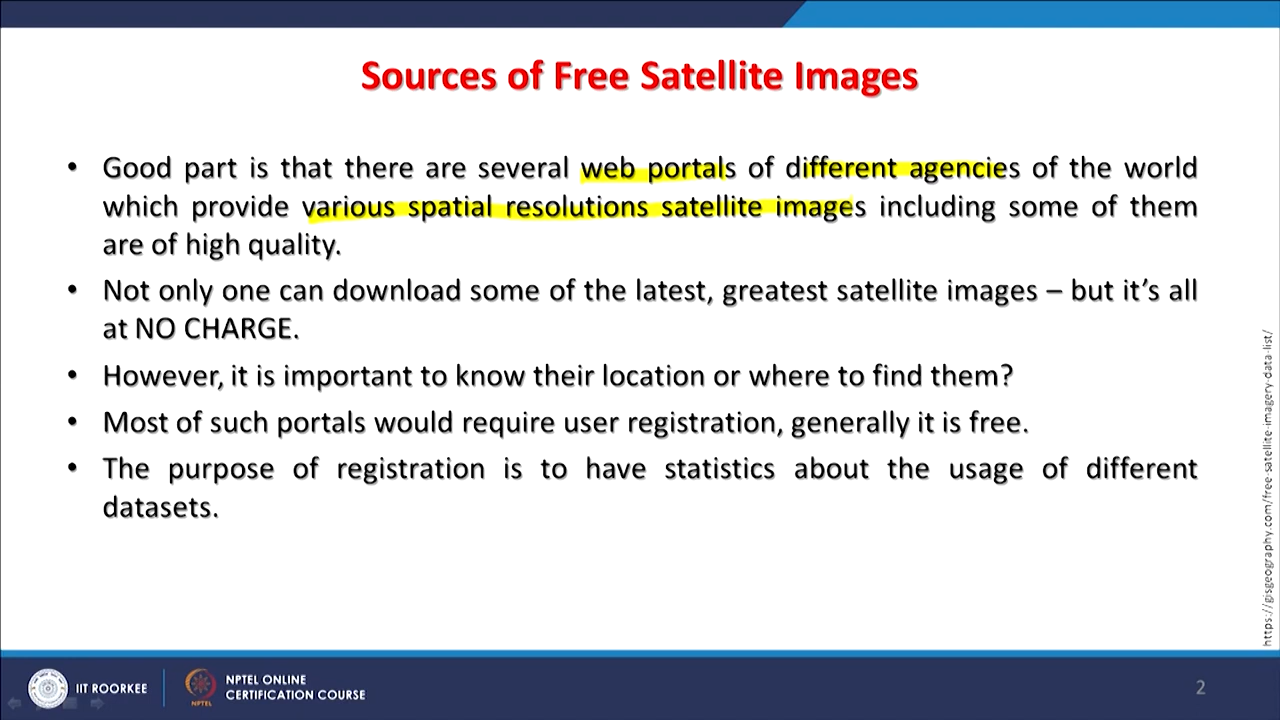 Sources of Free Satellite Images
• Good part is that there are several web portals of different agencies of the world
which provide various spatial resolutions satellite images including some of them
are of high quality.
• Not only one can download some of the latest, greatest satellite images – but it's all
at NO CHARGE.
• However, it is important to know their location or where to find them?
• Most of such portals would require user registration, generally it is free.
• The purpose of registration is to have statistics about the usage of different
datasets.
https://gisgeography.com/free-satellite-imagery-data-list/
IIT ROORKEE
NPTEL
NPTEL ONLINE
CERTIFICATION COURSE
2